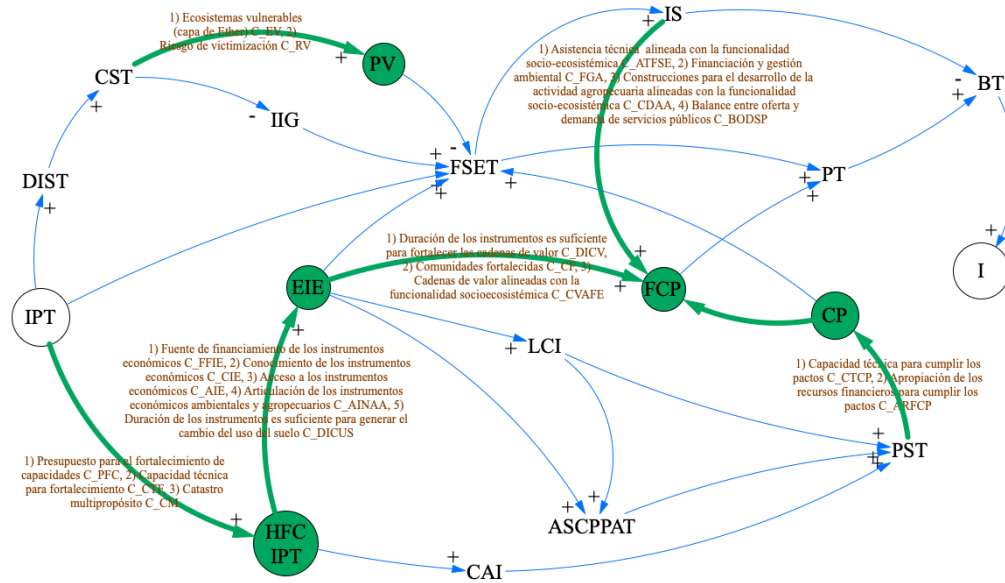 1) Ecosistemas vulnerables
(capa de Ether) C_EV, 2)
Riesgo de victimización C_RV
+
PV
CST
+
-
IIG
DIST
+
IS
+
1) Asistencia técnica alineada con la funcionalidad
socio-ecosistémica C_ATFSE, 2) Financiación y gestión
ambiental C_FGA, 3) Construcciones para el desarrollo de la
actividad agropecuaria alineadas con la funcionalidad
socio-ecosistémica C_CDAA, 4) Balance entre oferta y
demanda de servicios públicos C_BODSP
-
+
BT
+
-
FSET
+
+
+
+
+
PT
+
I
1) Duración de los instrumentos es suficiente
para fortalecer las cadenas de valor C_DICV,
2) Comunidades fortalecidas C_CF, 3)
Cadenas de valor alineadas con la
funcionalidad socioecosistémica C_CVAFE
+
+
FCP
EIE
+
CP
IPT
1) Fuente de financiamiento de los instrumentos
económicos C_FFIE, 2) Conocimiento de los instrumentos
económicos C_CIE, 3) Acceso a los instrumentos
económicos C_AIE, 4) Articulación de los instrumentos
económicos ambientales y agropecuarios C_AINAA, 5)
Duración de los instrumentos es suficiente para generar el
cambio del uso del suelo C_DICUS
+
LCI
+
1) Capacidad técnica para cumplir los
pactos C_CTCP, 2) Apropiación de los
recursos financieros para cumplir los
pactos C_ARFCP
+
+
+
PST
1) Presupuesto para el fortalecimiento de
capacidades C_PFC, 2) Capacidad técnica
para fortalecimiento C_CTF, 3) Catastro
multipropósito C_CM
+
HFC
IPT
+
+
ASCPPAT
+
CAI